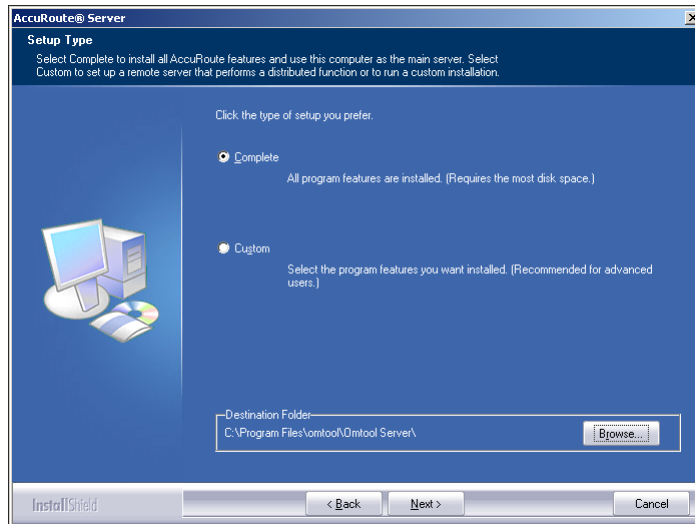 AccuRoute® Server
Setup Type
Select Complete to install all AccuRoute features and use this computer as the main server. Select
Custom to set up a remote server that performs a distributed function or to run a custom installation.
Click the type of setup you prefer.
Complete
All program features are installed. (Requires the most disk space.)
Custom
Select the program features you want installed. (Recommended for advanced
users.)
Destination Folder
C:\Program Files\omtool\Omtool Server\
Browse...
InstallShield
< Back
Next >
Cancel